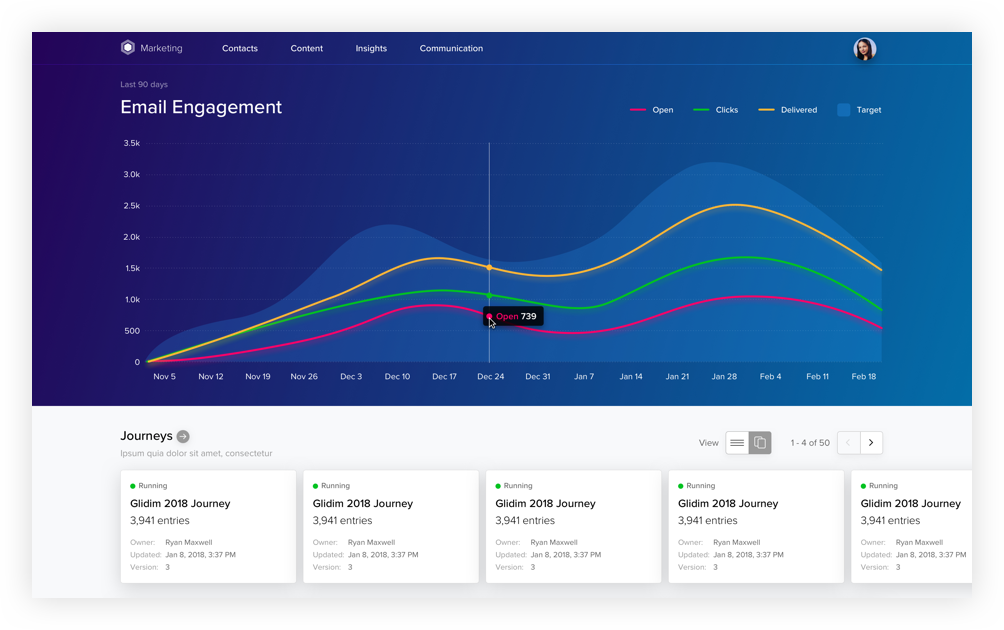 Marketing Contacts Content Insights Communication
Last 90 days
Email Engagement
Open Clicks Delivered Target
3.5k
3.0k
2.5k
2.0k
1.5k
1.0k
500
0
Open 739
Nov 5 Nov 12 Nov 19 Nov 26 Dec 3 Dec 10 Dec 17 Dec 24 Dec 31 Jan 7 Jan 14 Jan 21 Jan 28 Feb 4 Feb 11 Feb 18
Journeys
View 1 - 4 of 50
Ipsum quia dolor sit amet, consectetur
Running
Glidim 2018 Journey
3,941 entries
Owner: Ryan Maxwell
Updated: Jan 8, 2018, 3:37 PM
Version: 3
Running
Glidim 2018 Journey
3,941 entries
Owner: Ryan Maxwell
Updated: Jan 8, 2018, 3:37 PM
Version: 3
Running
Glidim 2018 Journey
3,941 entries
Owner: Ryan Maxwell
Updated: Jan 8, 2018, 3:37 PM
Version: 3
Running
Glidim 2018 Journey
3,941 entries
Owner: Ryan Maxwell
Updated: Jan 8, 2018, 3:37 PM
Version: 3
Running
Glidim 2018 Journey
3,941 entries
Owner: Ryan Maxwell
Updated: Jan 8, 2018, 3:37 PM
Version: 3